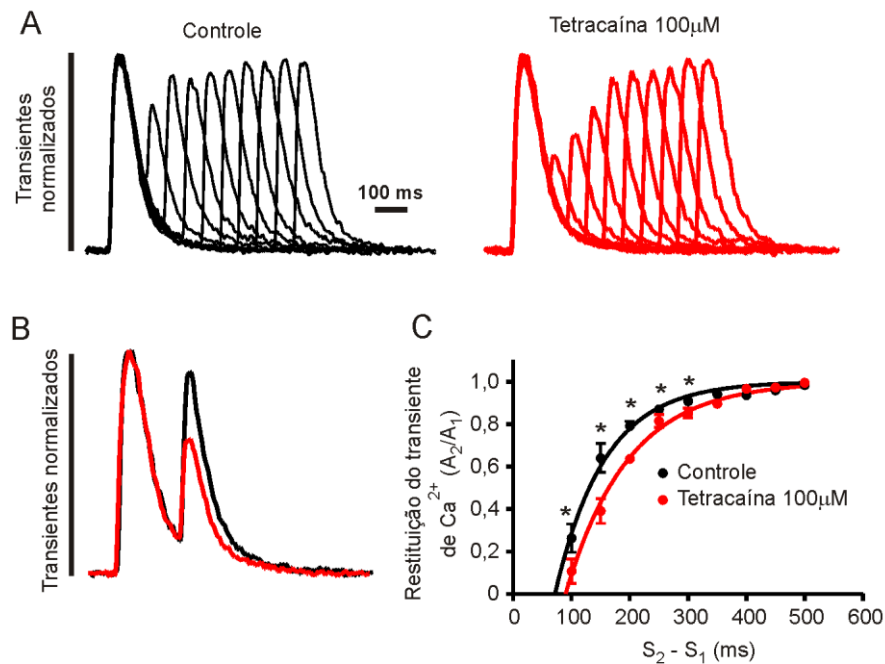 A
Controle
Tetracaína 100µM
Transientes
normalizados
100 ms
B
Transientes normalizados
C
Restituição do transiente
de Ca²⁺ (A₂/A₁)
1,0
0,8
0,6
0,4
0,2
0
Controle
Tetracaína 100µM
* * * * * *
0 100 200 300 400 500 600
S₂ - S₁ (ms)